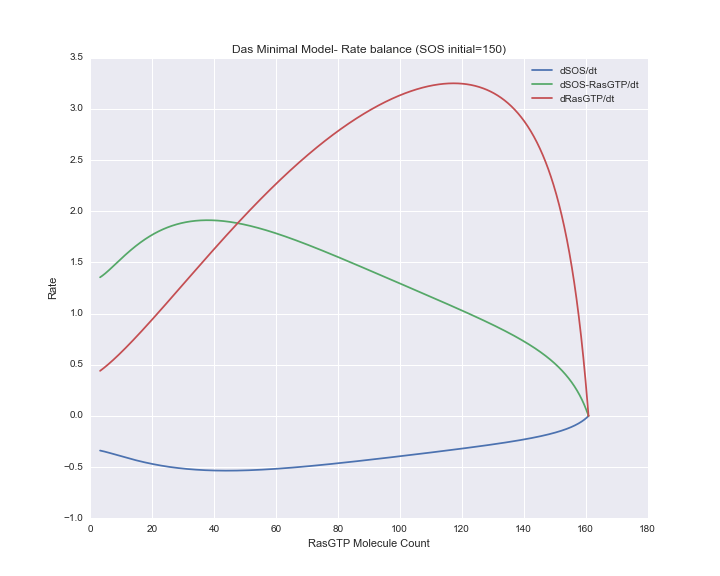 Das Minimal Model- Rate balance (SOS initial=150)
dSOS/dt
dSOS-RasGTP/dt
dRasGTP/dt
3.5
3.0
2.5
2.0
1.5
1.0
0.5
0.0
−0.5
−1.0
Rate
0 20 40 60 80 100 120 140 160 180
RasGTP Molecule Count